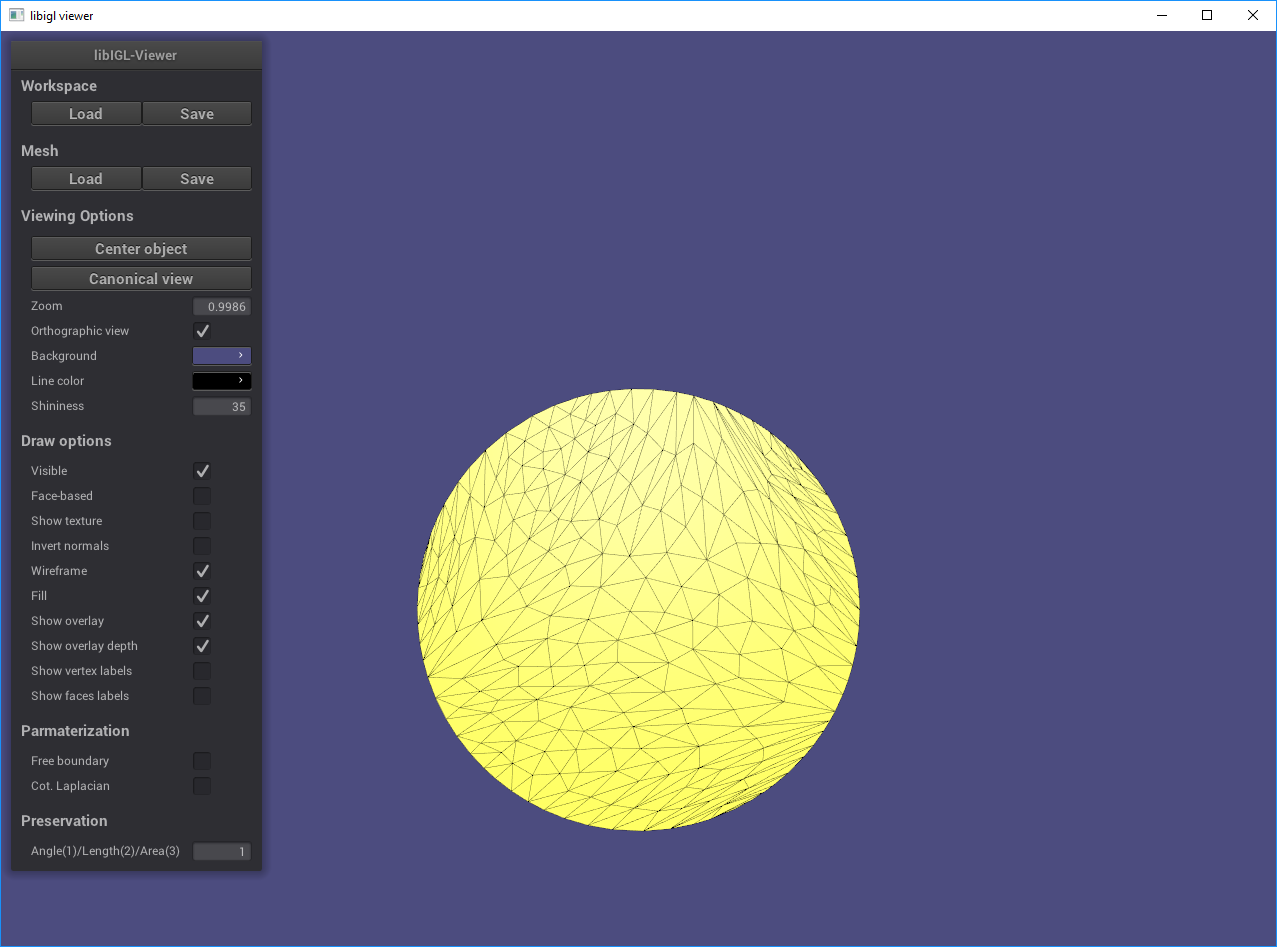 libigl viewer
libIGL-Viewer
Workspace
Load Save
Mesh
Load Save
Viewing Options
Center object
Canonical view
Zoom 0.9986
Orthographic view
Background
Line color
Shininess 35
Draw options
Visible
Face-based
Show texture
Invert normals
Wireframe
Fill
Show overlay
Show overlay depth
Show vertex labels
Show faces labels
Parmaterization
Free boundary
Cot. Laplacian
Preservation
Angle(1)/Length(2)/Area(3) 1